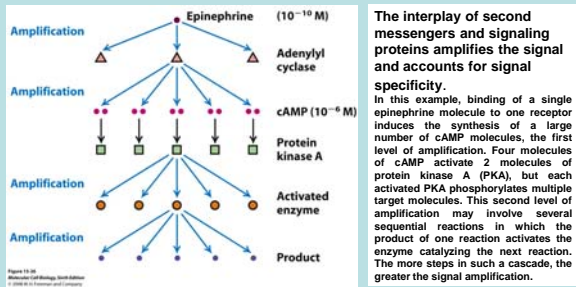 Epinephrine (10⁻¹⁰ M)
Amplification
Adenylyl
cyclase
Amplification
cAMP (10⁻⁶ M)
Protein
kinase A
Amplification
Activated
enzyme
Amplification
Product
Figure 15-26
Molecular Cell Biology, Sixth Edition
© 2008 W. H. Freeman and Company
The interplay of second
messengers and signaling
proteins amplifies the signal
and accounts for signal
specificity.
In this example, binding of a single
epinephrine molecule to one receptor
induces the synthesis of a large
number of cAMP molecules, the first
level of amplification. Four molecules
of cAMP activate 2 molecules of
protein kinase A (PKA), but each
activated PKA phosphorylates multiple
target molecules. This second level of
amplification may involve several
sequential reactions in which the
product of one reaction activates the
enzyme catalyzing the next reaction.
The more steps in such a cascade, the
greater the signal amplification.